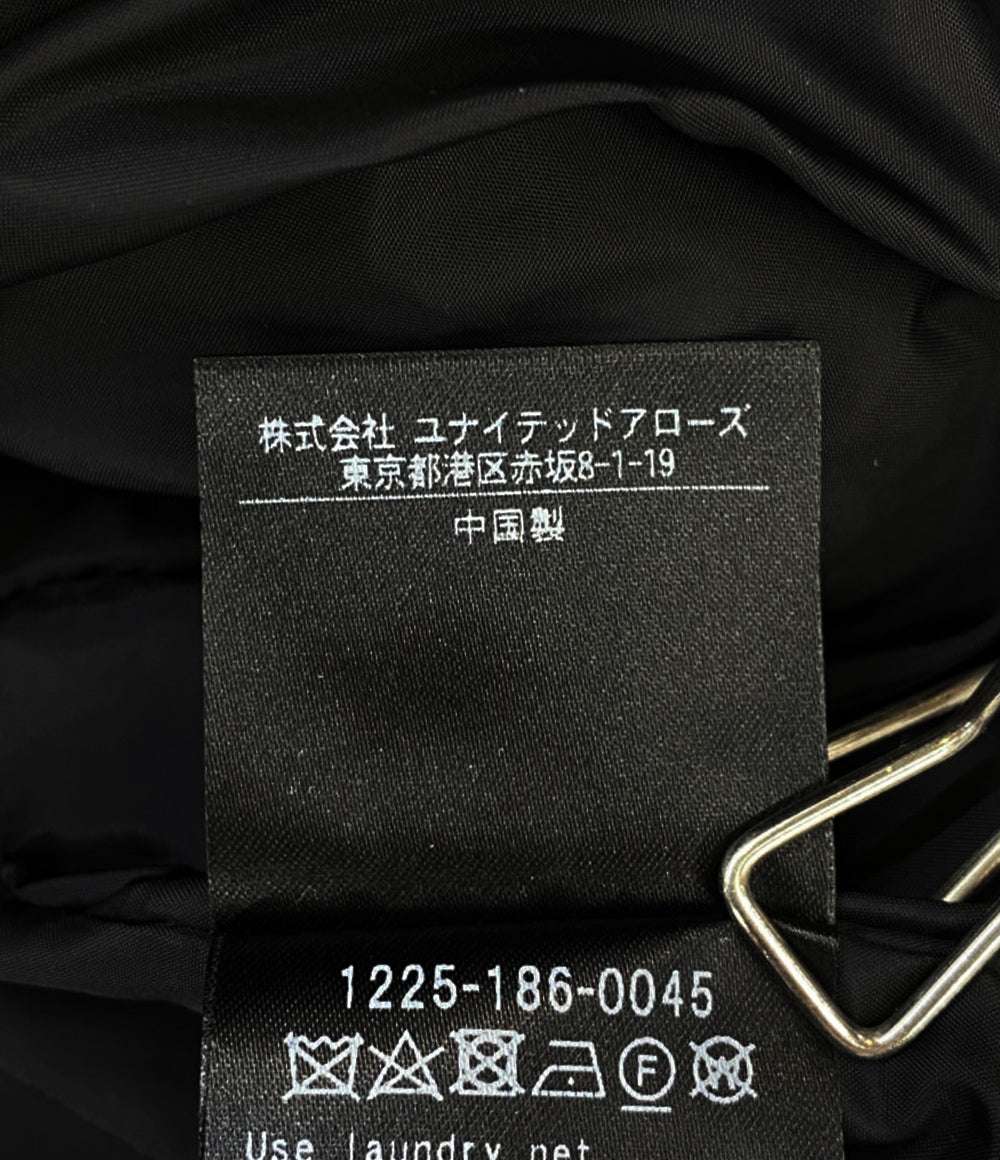 株式会社 ユナイテッドアローズ
東京都港区赤坂8-1-19
中国製
1225-186-0045
F
W
Use laundry net